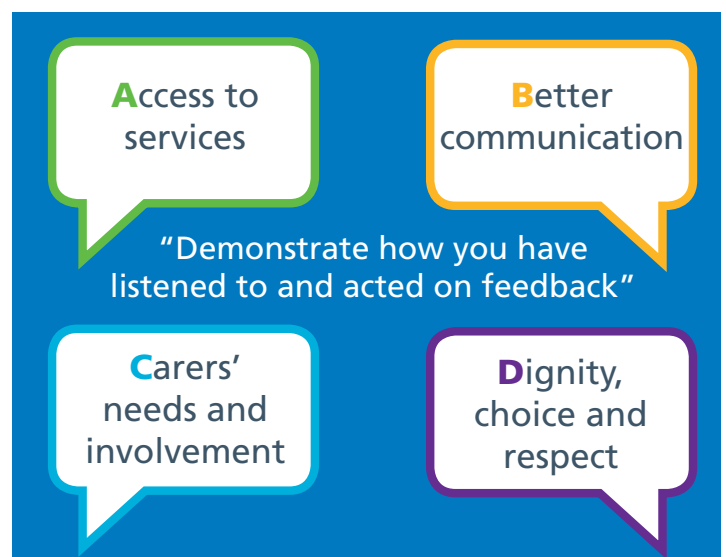 Access to
services
Better
communication
“Demonstrate how you have
listened to and acted on feedback”
Carers’
needs and
involvement
Dignity,
choice and
respect